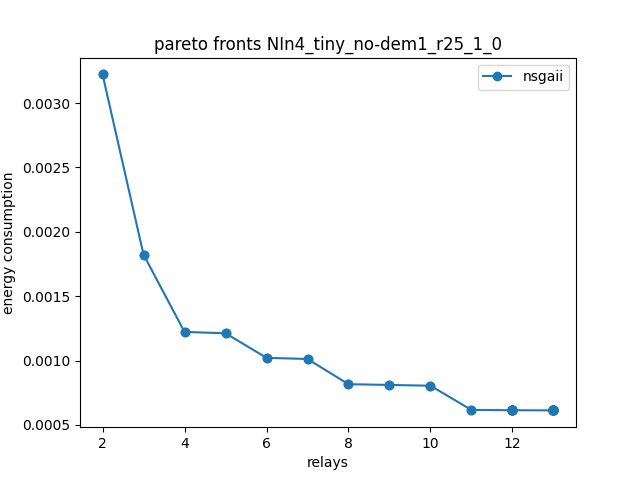 pareto fronts NIn4_tiny_no-dem1_r25_1_0
nsgaii
energy consumption
0.0030
0.0025
0.0020
0.0015
0.0010
0.0005
2 4 6 8 10 12
relays